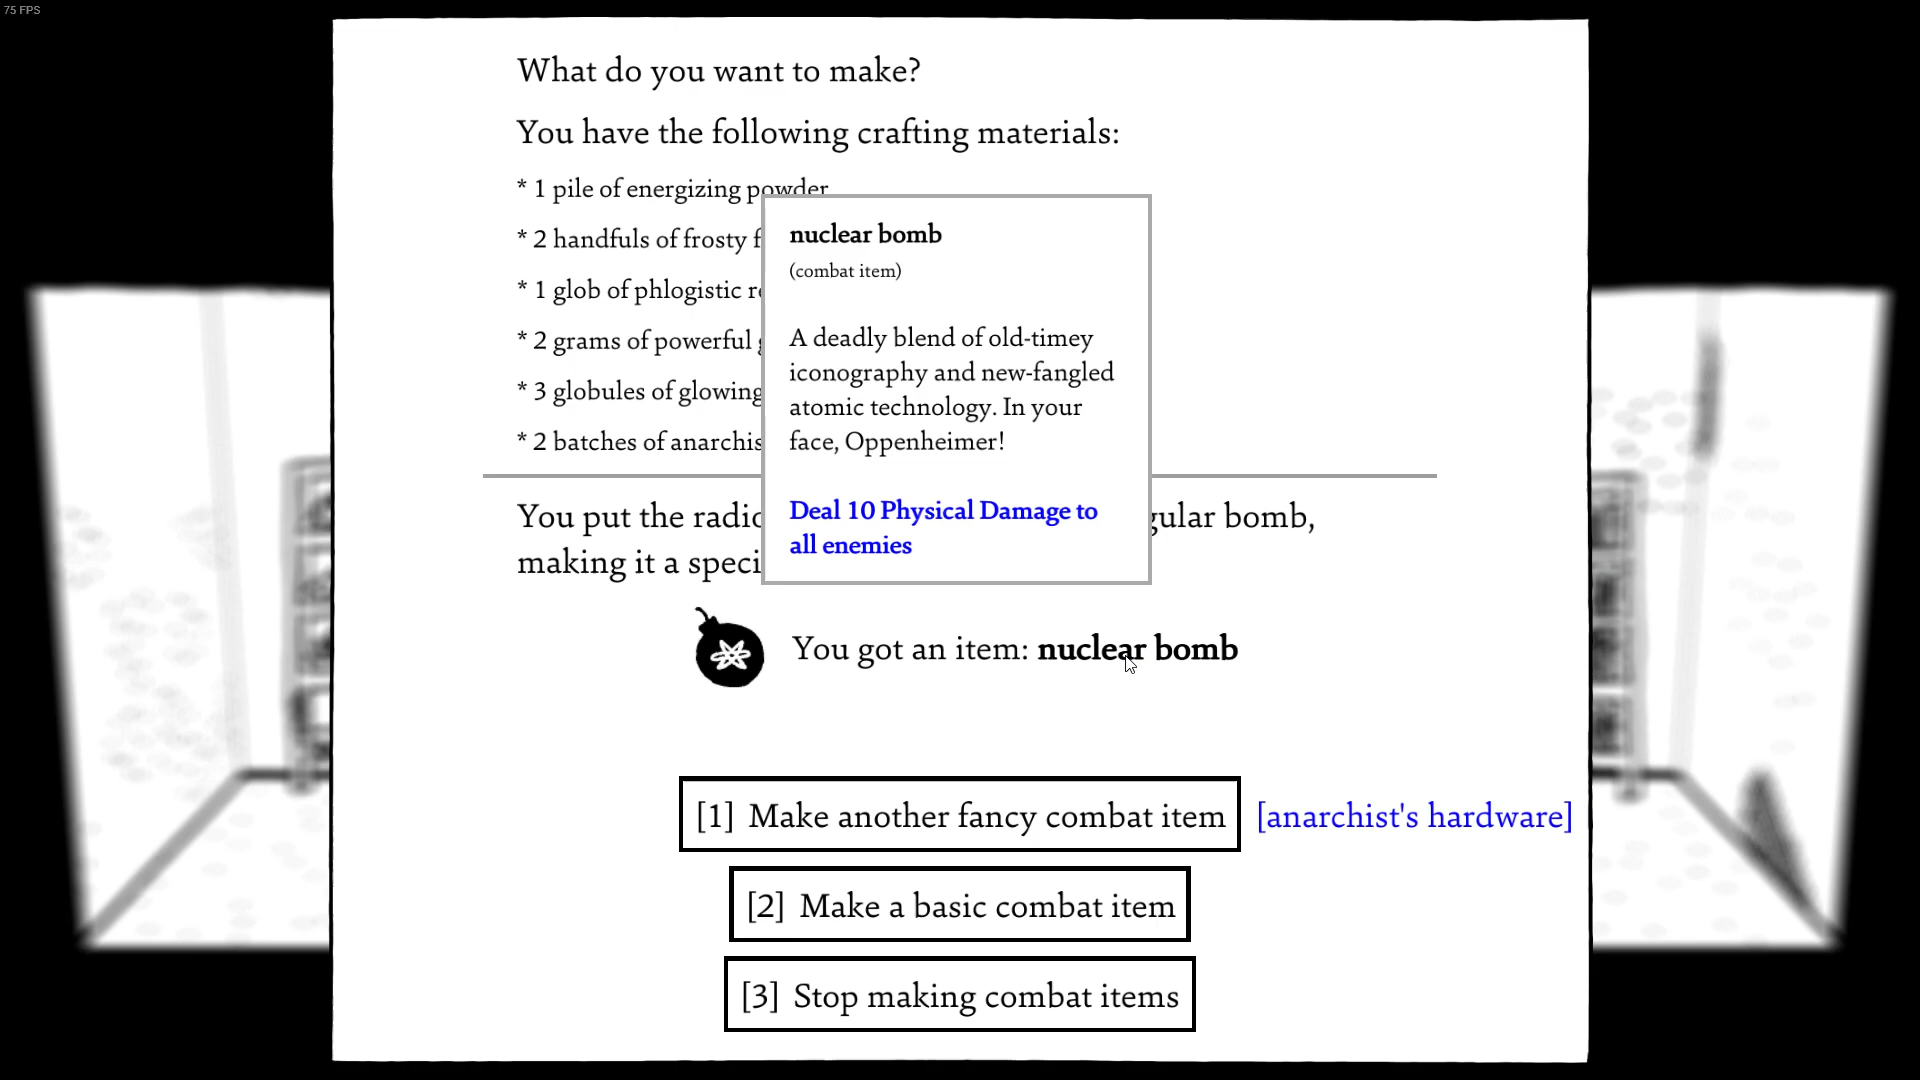 75 FPS
What do you want to make?
You have the following crafting materials:
* 1 pile of energizing powder
* 2 handfuls of frosty
* 1 glob of phlogistic
* 2 grams of powerful
* 3 globules of glowing
* 2 batches of
nuclear bomb
(combat item)
A deadly blend of old-timey
iconography and new-fangled
atomic technology. In your
face, Oppenheimer!
Deal 10 Physical Damage to
all enemies
You put the bomb,
making it a
You got an item: nuclear bomb
[1] Make another fancy combat item [anarchist's hardware]
[2] Make a basic combat item
[3] Stop making combat items